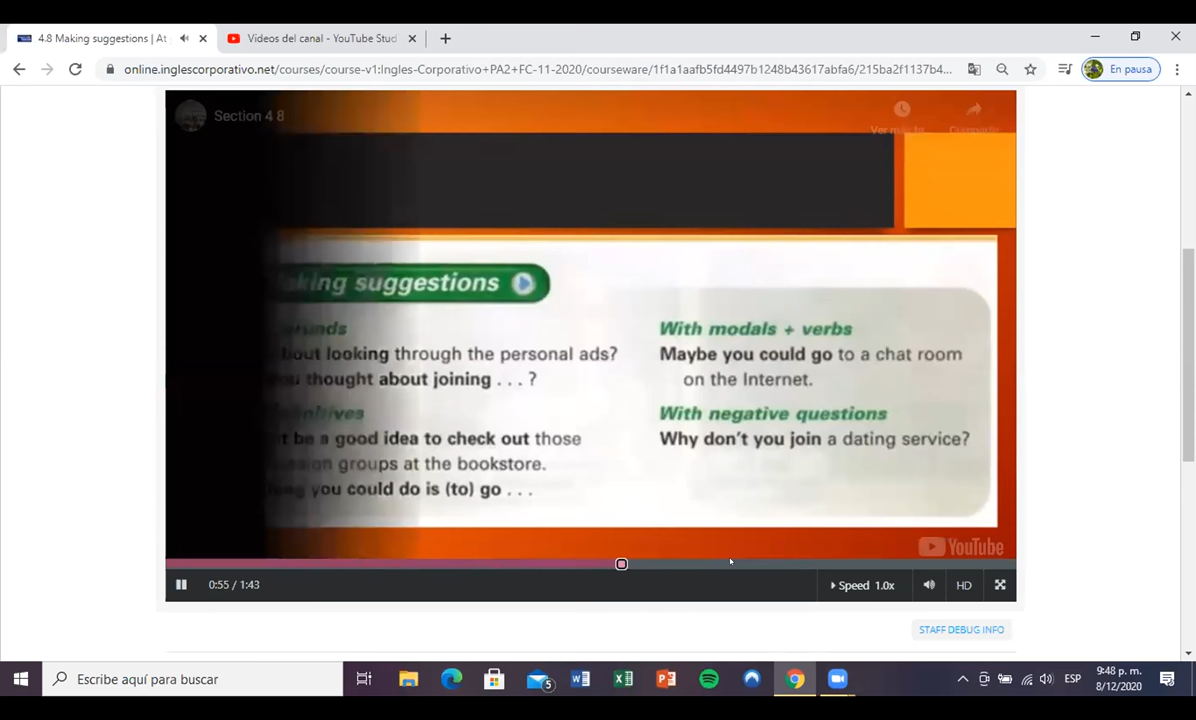 4.8 Making suggestions | At
Videos del canal - YouTube Stud
online.inglescorporativo.net/courses/course-v1:Ingles-Corporativo+PA2+FC-11-2020/courseware/1f1a1aafb5fd4497b1248b43617abfa6/215ba2f1137b4...
En pausa
Section 4 8
Ver más
suggestions
With modals + verbs
looking through the personal ads?
Maybe you could go to a chat room
thought about joining . . . ?
on the Internet.
With negative questions
be a good idea to check out those
Why don't you join a dating service?
groups at the bookstore.
you could do is (to) go . . .
YouTube
0:55 / 1:43
Speed 1.0x
HD
STAFF DEBUG INFO
Escribe aquí para buscar
5
ESP
9:48 p. m.
8/12/2020